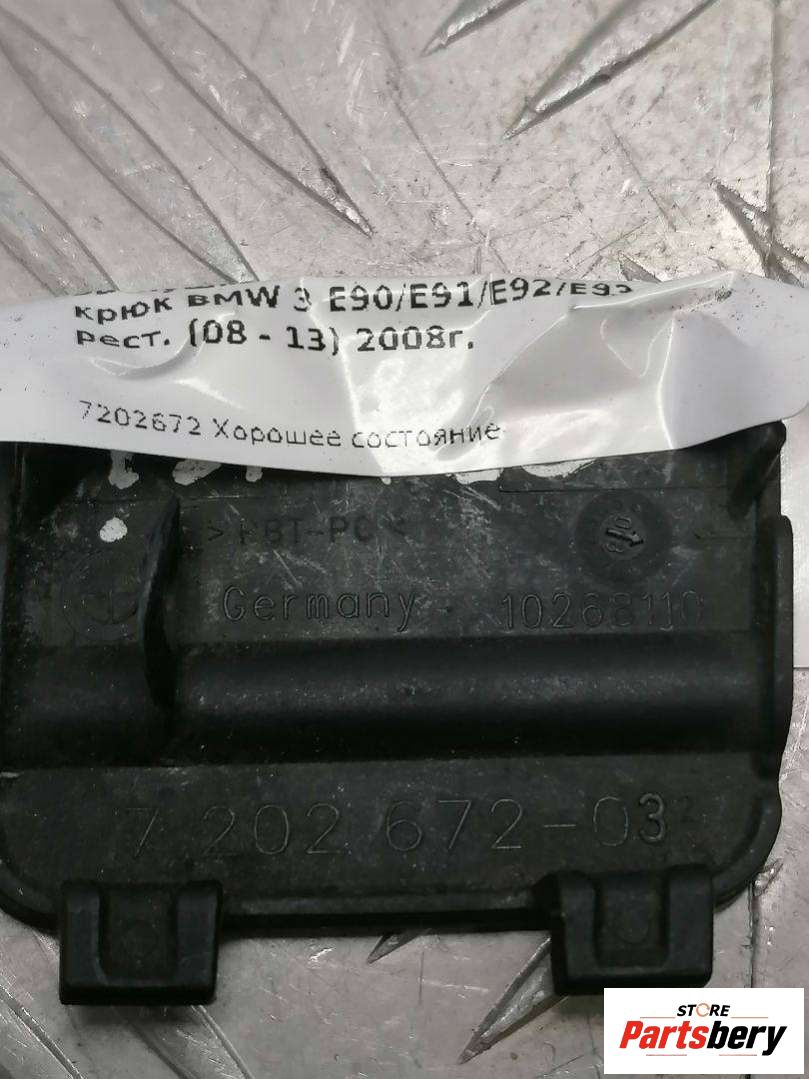 крюк BMW 3 E90/E91/E92/E93
рест. (08 - 13) 2008г.
7202672 Хорошее состояние
>PBT-PC<
Germany 10268110
7 202 672-03
STORE
Partsbery